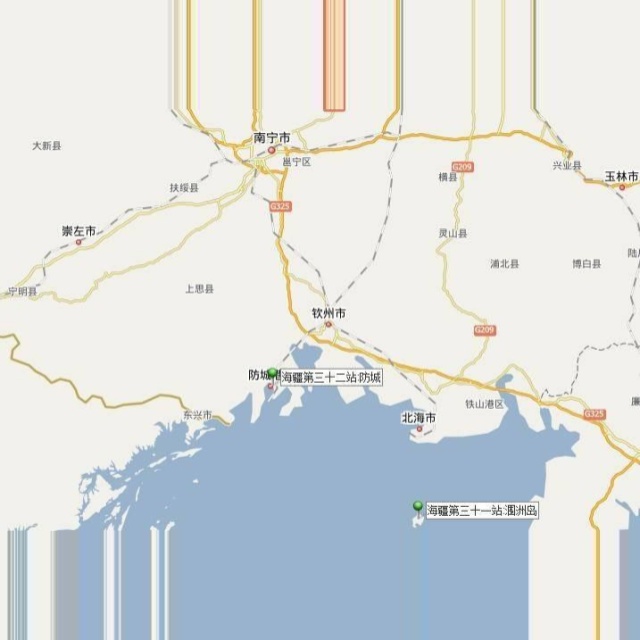 南宁市
大新县
邕宁区
兴业县
G209
横县
玉林市
扶绥县
G325
崇左市
灵山县
浦北县
博白县
宁明县
上思县
钦州市
G209
防城
海疆第三十二站:防城
东兴市
北海市
铁山港区
G325
海疆第三十一站:涠洲岛